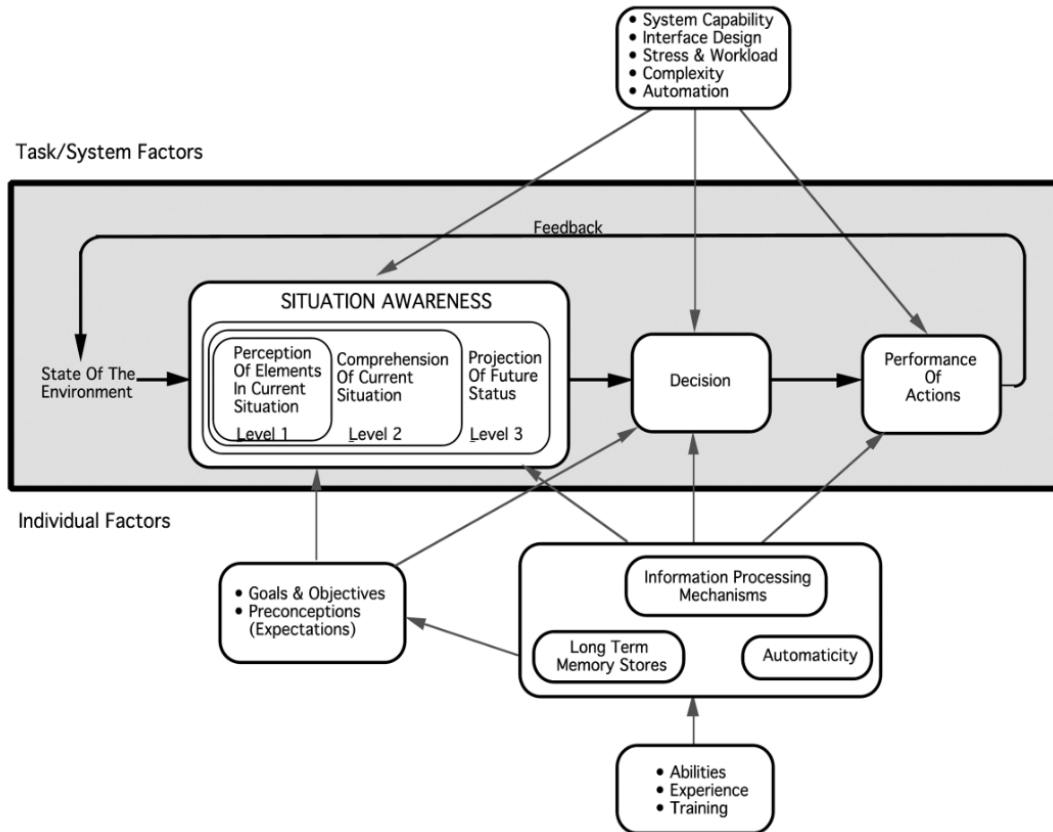 • System Capability
• Interface Design
• Stress & Workload
• Complexity
• Automation
Task/System Factors
Feedback
SITUATION AWARENESS
State Of The
Environment
Perception
Of Elements
In Current
Situation
Level 1
Comprehension
Of Current
Situation
Level 2
Projection
Of Future
Status
Level 3
Decision
Performance
Of
Actions
Individual Factors
• Goals & Objectives
• Preconceptions
(Expectations)
Information Processing
Mechanisms
Long Term
Memory Stores
Automaticity
• Abilities
• Experience
• Training